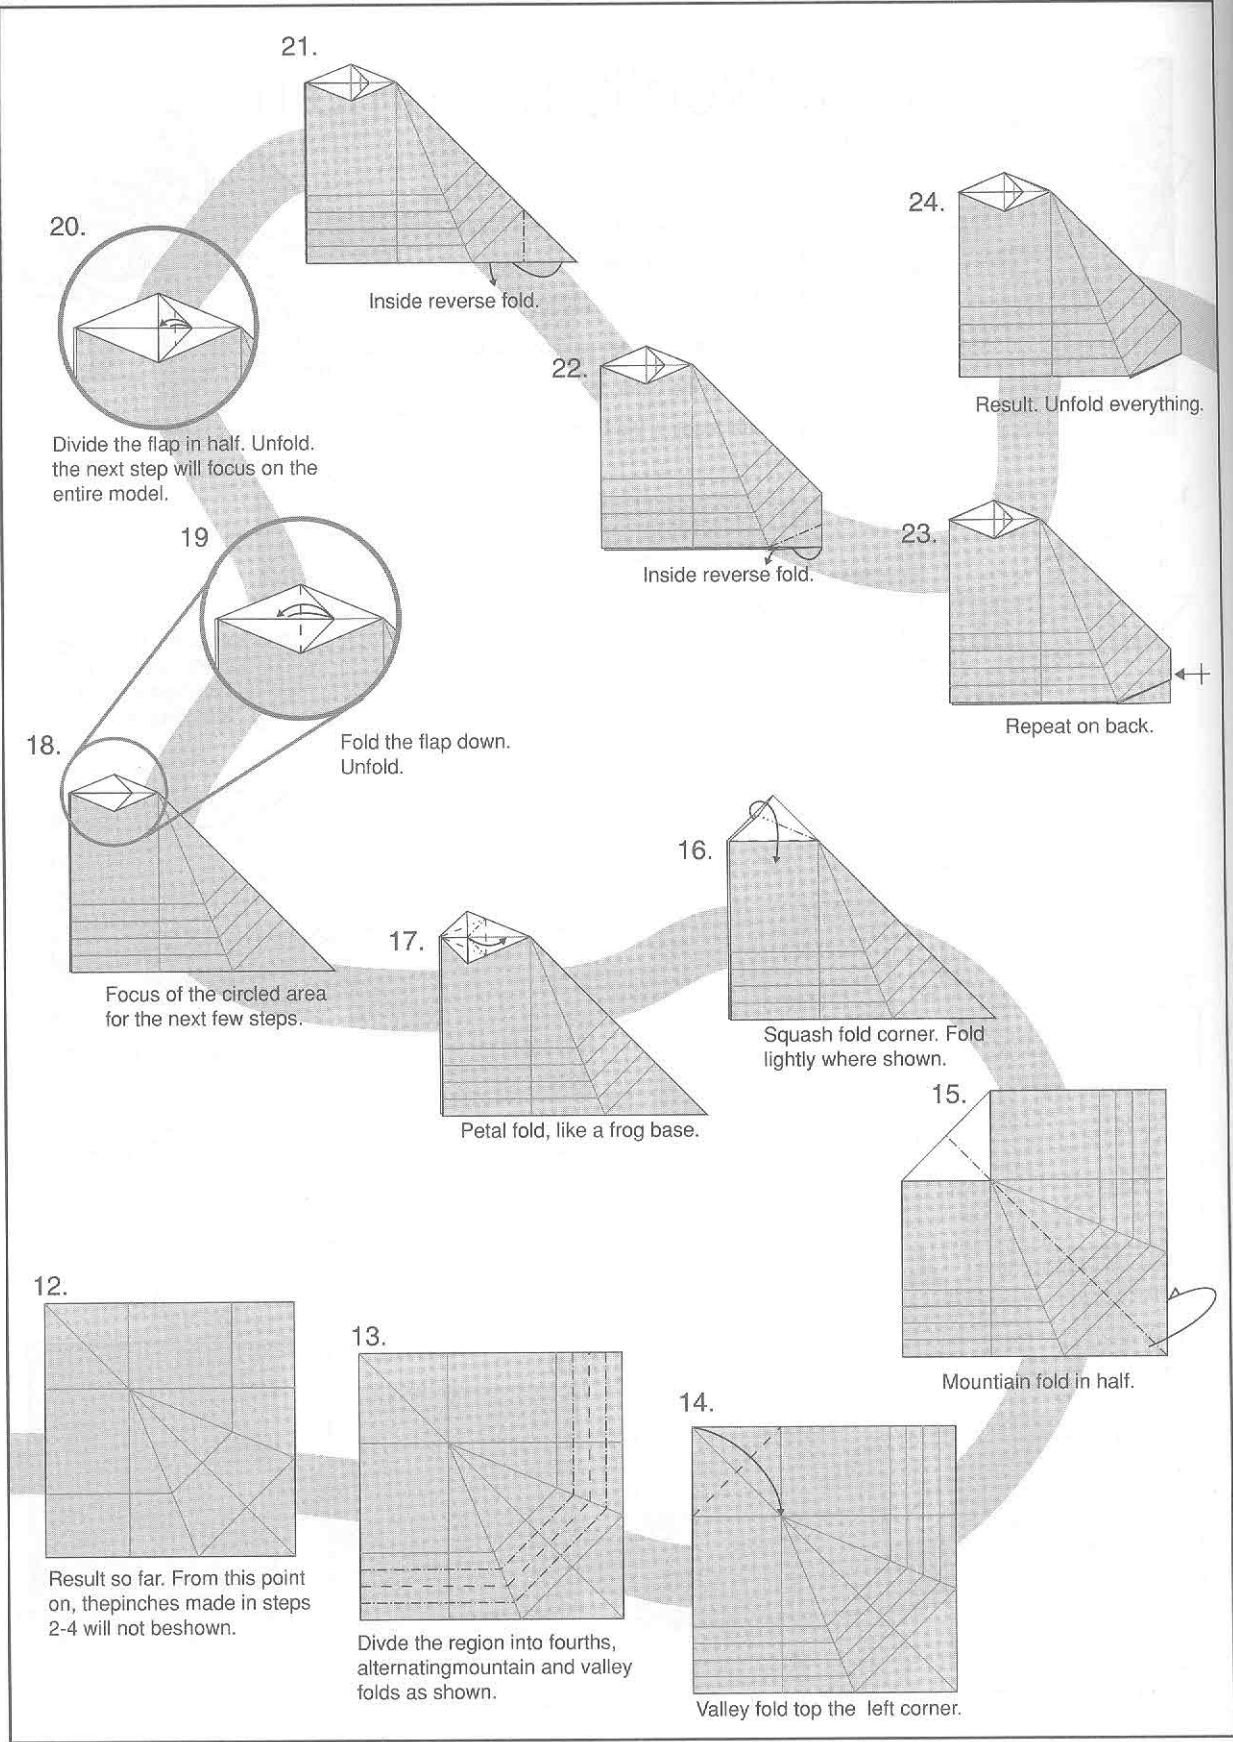 21.
Inside reverse fold.
20.
Divide the flap in half. Unfold.
the next step will focus on the
entire model.
24.
Result. Unfold everything.
22.
Inside reverse fold.
23.
Repeat on back.
19
Fold the flap down.
Unfold.
18.
Focus of the circled area
for the next few steps.
17.
Petal fold, like a frog base.
16.
Squash fold corner. Fold
lightly where shown.
15.
Mountiain fold in half.
12.
Result so far. From this point
on, thepinches made in steps
2-4 will not beshown.
13.
Divde the region into fourths,
alternatingmountain and valley
folds as shown.
14.
Valley fold top the left corner.